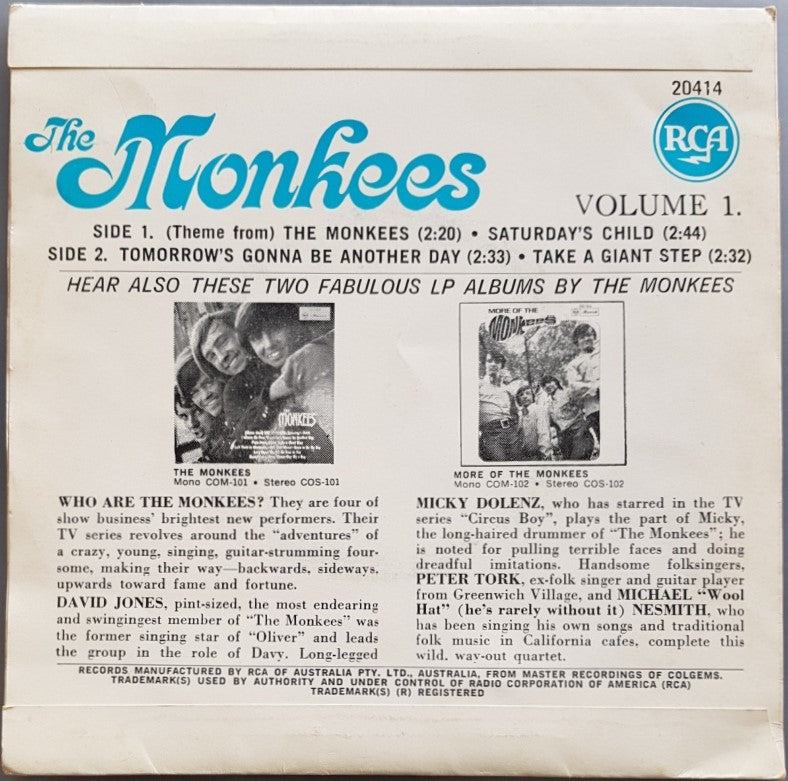 20414
RCA
The Monkees
VOLUME 1.
SIDE 1. (Theme from) THE MONKEES (2:20) • SATURDAY'S CHILD (2:44)
SIDE 2. TOMORROW'S GONNA BE ANOTHER DAY (2:33) • TAKE A GIANT STEP (2:32)
HEAR ALSO THESE TWO FABULOUS LP ALBUMS BY THE MONKEES
MONKEES
THE MONKEES
Mono COM-101 • Stereo COS-101
MORE OF THE
MONKEES
MORE OF THE MONKEES
Mono COM-102 • Stereo COS-102
WHO ARE THE MONKEES? They are four of
show business' brightest new performers. Their
TV series revolves around the "adventures" of
a crazy, young, singing, guitar-strumming four-
some, making their way—backwards, sideways,
upwards toward fame and fortune.
DAVID JONES, pint-sized, the most endearing
and swingingest member of "The Monkees" was
the former singing star of "Oliver" and leads
the group in the role of Davy. Long-legged
MICKY DOLENZ, who has starred in the TV
series "Circus Boy", plays the part of Micky,
the long-haired drummer of "The Monkees"; he
is noted for pulling terrible faces and doing
dreadful imitations. Handsome folksingers,
PETER TORK, ex-folk singer and guitar player
from Greenwich Village, and MICHAEL "Wool
Hat" (he's rarely without it) NESMITH, who
has been singing his own songs and traditional
folk music in California cafes, complete this
wild, way-out quartet.
RECORDS MANUFACTURED BY RCA OF AUSTRALIA PTY. LTD., AUSTRALIA, FROM MASTER RECORDINGS OF COLGEMS.
TRADEMARK(S) USED BY AUTHORITY AND UNDER CONTROL OF RADIO CORPORATION OF AMERICA (RCA)
TRADEMARK(S) (R) REGISTERED